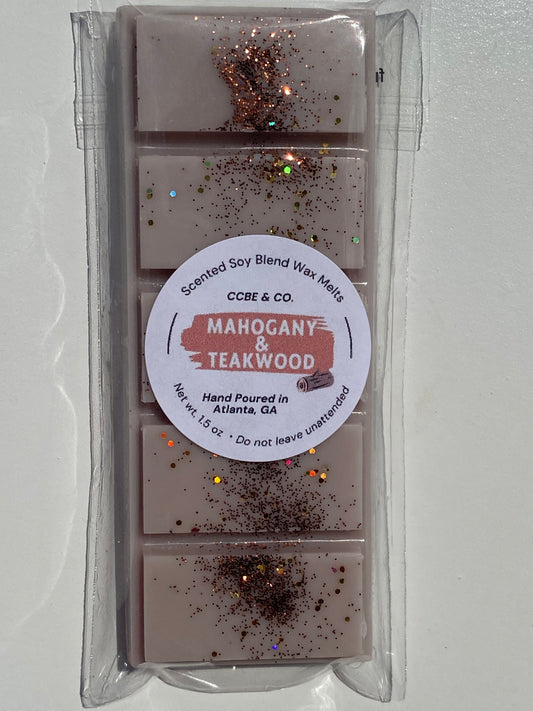 Scented Soy Blend Wax Melts
CCBE & CO.
MAHOGANY
&
TEAKWOOD
Hand Poured in
Atlanta, GA
Net wt. 1.5 oz • Do not leave unattended